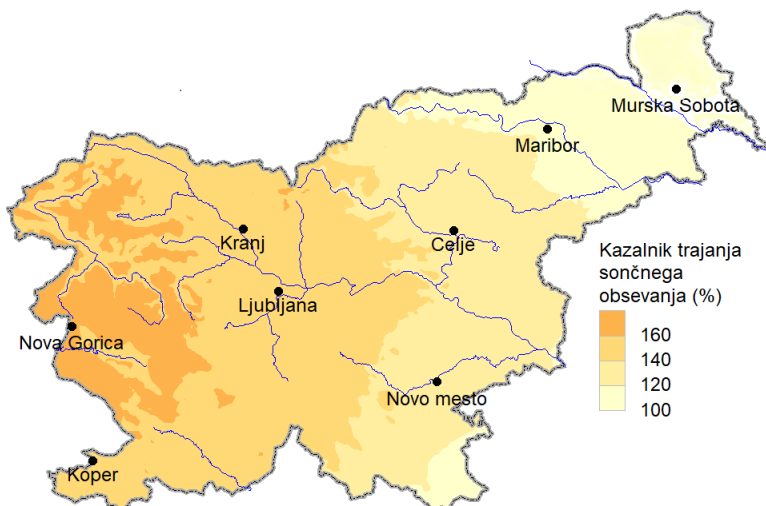 Murska Sobota
Maribor
Kranj
Celje
Ljubljana
Nova Gorica
Novo mesto
Koper
Kazalnik trajanja
sončnega
obsevanja (%)
160
140
120
100